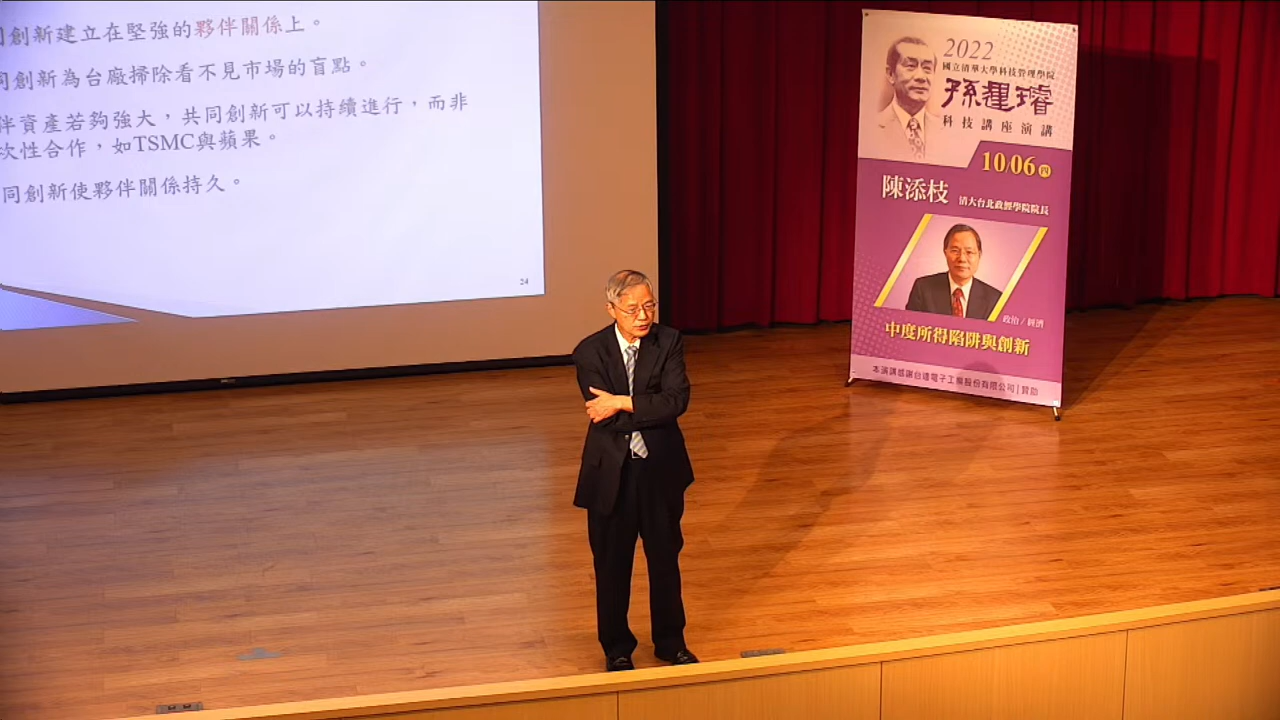 同創新建立在堅強的夥伴關係上。
同創新為台廠掃除看不見市場的盲點。
伴資產若夠強大，共同創新可以持續進行，而非
次性合作，如TSMC與蘋果。
同創新使夥伴關係持久。
24
2022
國立清華大學科技管理學院
孫運璿
科技講座演講
10/06 四
陳添枝 清大台北政經學院院長
政治／經濟
中度所得陷阱與創新
本演講感謝台達電子工業股份有限公司｜贊助